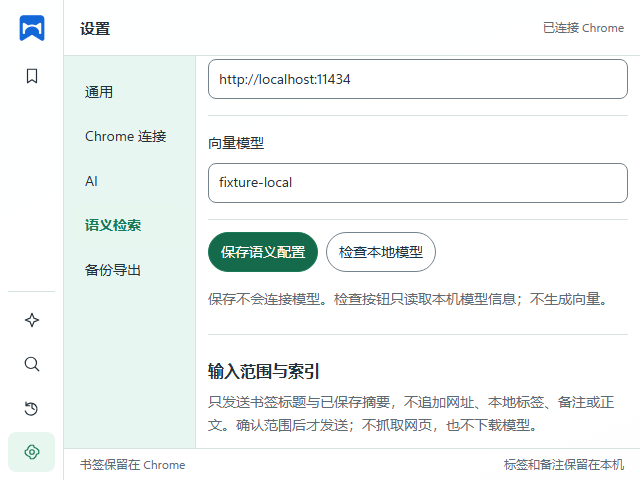 设置
已连接 Chrome
通用
Chrome 连接
AI
语义检索
备份导出
http://localhost:11434
向量模型
fixture-local
保存语义配置
检查本地模型
保存不会连接模型。检查按钮只读取本机模型信息；不生成向量。
输入范围与索引
只发送书签标题与已保存摘要，不追加网址、本地标签、备注或正
文。确认范围后才发送；不抓取网页，也不下载模型。
书签保留在 Chrome
标签和备注保留在本机